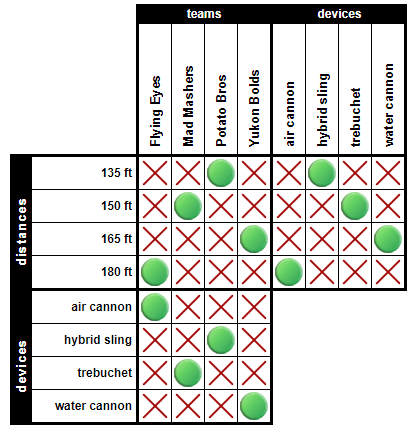 teams devices
Flying Eyes
Mad Mashers
Potato Bros
Yukon Bolds
air cannon
hybrid sling
trebuchet
water cannon
distances
135 ft
150 ft
165 ft
180 ft
devices
air cannon
hybrid sling
trebuchet
water cannon